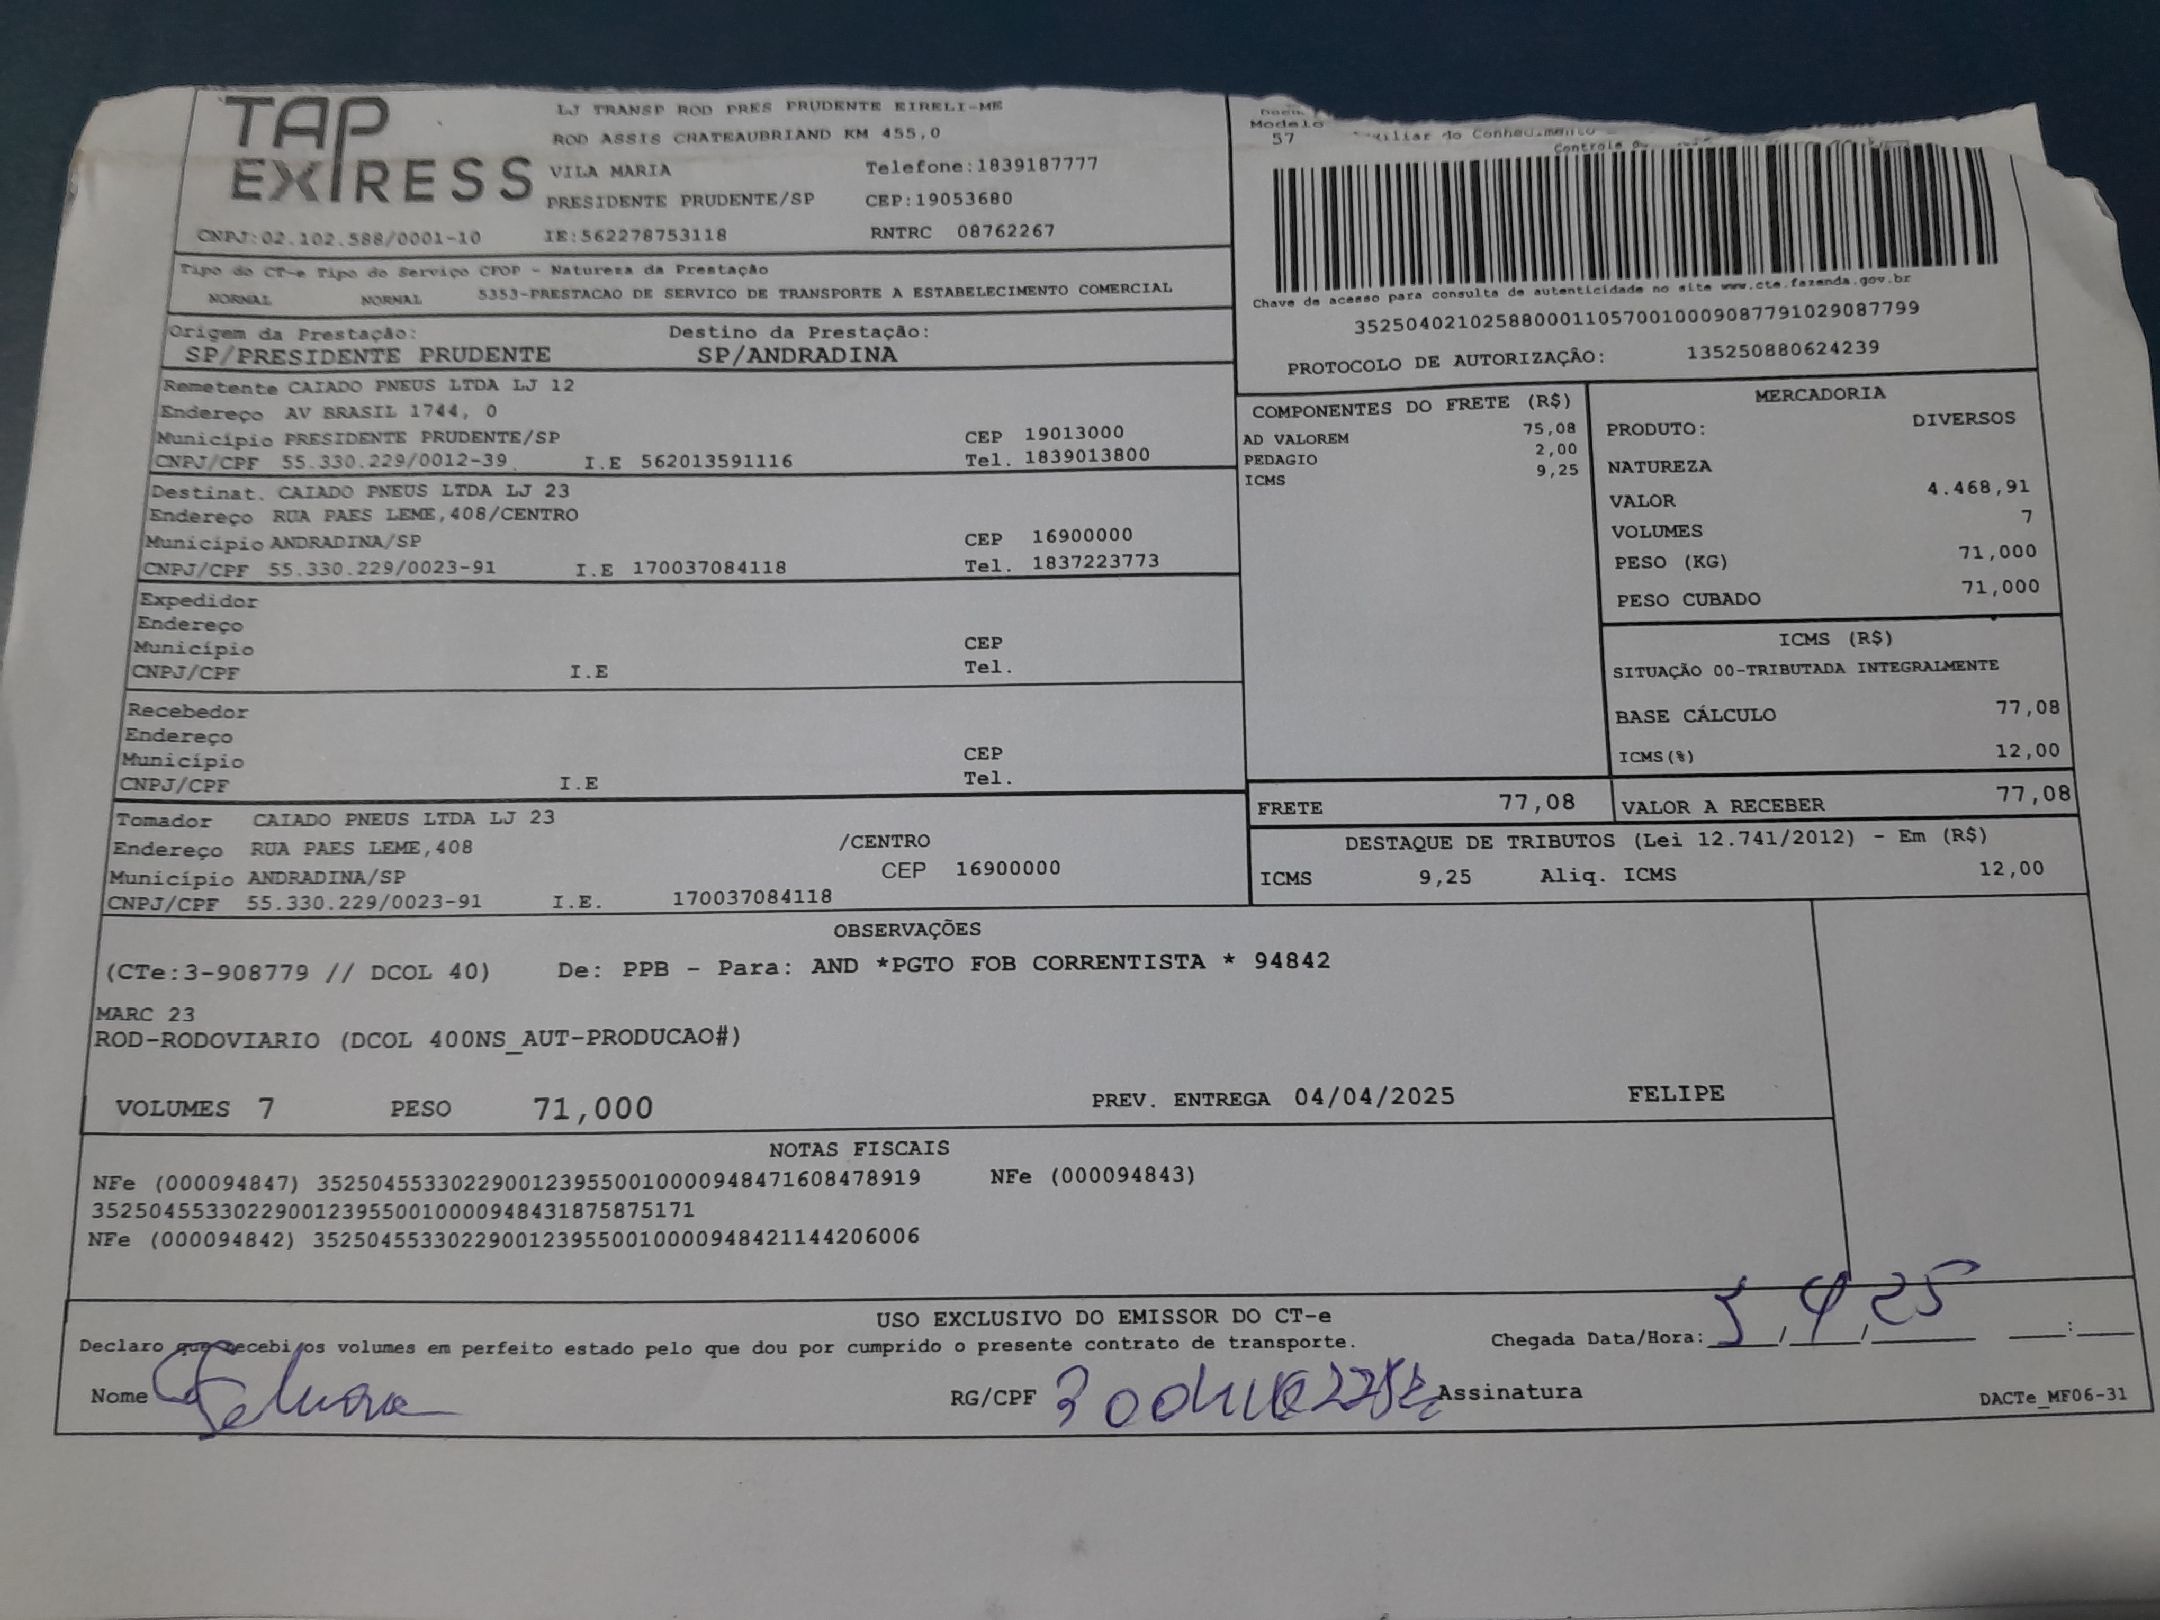 TAP
EXPRESS
LJ TRANSP ROD PRES PRUDENTE EIRELI-ME
ROD ASSIS CHATEAUBRIAND KM 455,0
VILA MARIA Telefone:1839187777
PRESIDENTE PRUDENTE/SP CEP:19053680
CNPJ:02.102.588/0001-10 IE:562278753118 RNTRC 08762267
Tipo do CT-e Tipo do Serviço CFOP - Natureza da Prestação
NORMAL NORMAL 5353-PRESTACAO DE SERVICO DE TRANSPORTE A ESTABELECIMENTO COMERCIAL
Origem da Prestação: Destino da Prestação:
SP/PRESIDENTE PRUDENTE SP/ANDRADINA
Remetente CAIADO PNEUS LTDA LJ 12
Endereço AV BRASIL 1744, 0
Município PRESIDENTE PRUDENTE/SP CEP 19013000
CNPJ/CPF 55.330.229/0012-39 I.E 562013591116 Tel. 1839013800
Destinat. CAIADO PNEUS LTDA LJ 23
Endereço RUA PAES LEME,408/CENTRO
Município ANDRADINA/SP CEP 16900000
CNPJ/CPF 55.330.229/0023-91 I.E 170037084118 Tel. 1837223773
Expedidor
Endereço
Município CEP
CNPJ/CPF I.E Tel.
Recebedor
Endereço
Município CEP
CNPJ/CPF I.E Tel.
Tomador CAIADO PNEUS LTDA LJ 23
Endereço RUA PAES LEME,408 /CENTRO
Município ANDRADINA/SP CEP 16900000
CNPJ/CPF 55.330.229/0023-91 I.E. 170037084118
Modelo
57 do Conhecimento
Controle
Chave de acesso para consulta de autenticidade no site www.cte.fazenda.gov.br
35250402102588000110570010009087791029087799
PROTOCOLO DE AUTORIZAÇÃO: 135250880624239
COMPONENTES DO FRETE (R$)
AD VALOREM 75,08
PEDAGIO 2,00
ICMS 9,25
MERCADORIA
PRODUTO: DIVERSOS
NATUREZA
VALOR 4.468,91
VOLUMES 7
PESO (KG) 71,000
PESO CUBADO 71,000
ICMS (R$)
SITUAÇÃO 00-TRIBUTADA INTEGRALMENTE
BASE CÁLCULO 77,08
ICMS(%) 12,00
FRETE 77,08 VALOR A RECEBER 77,08
DESTAQUE DE TRIBUTOS (Lei 12.741/2012) - Em (R$)
ICMS 9,25 Aliq. ICMS 12,00
OBSERVAÇÕES
(CTe:3-908779 // DCOL 40) De: PPB - Para: AND *PGTO FOB CORRENTISTA * 94842
MARC 23
ROD-RODOVIARIO (DCOL 400NS_AUT-PRODUCAO#)
VOLUMES 7 PESO 71,000 PREV. ENTREGA 04/04/2025 FELIPE
NOTAS FISCAIS
NFe (000094847) 35250455330229001239550010000948471608478919 NFe (000094843)
35250455330229001239550010000948431875875171
NFe (000094842) 35250455330229001239550010000948421144206006
USO EXCLUSIVO DO EMISSOR DO CT-e
Declaro que recebi os volumes em perfeito estado pelo que dou por cumprido o presente contrato de transporte. Chegada Data/Hora: 5/4/25 :
Nome RG/CPF Assinatura DACTe_MF06-31